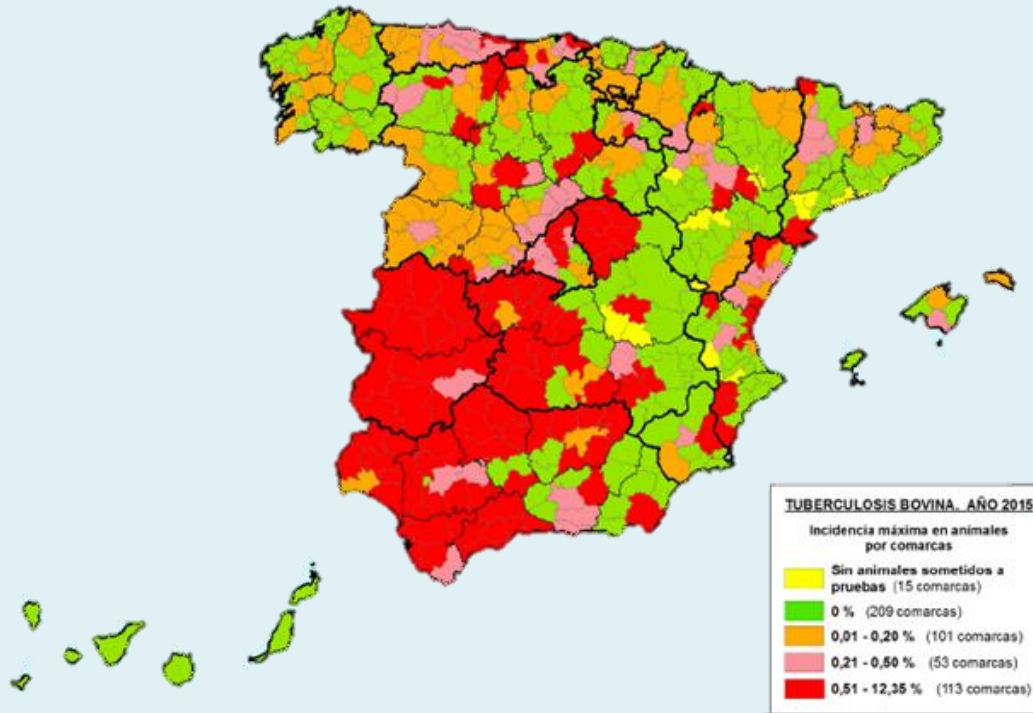 TUBERCULOSIS BOVINA. AÑO 2015
Incidencia máxima en animales
por comarcas
Sin animales sometidos a
pruebas (15 comarcas)
0 % (209 comarcas)
0,01 - 0,20 % (101 comarcas)
0,21 - 0,50 % (53 comarcas)
0,51 - 12,35 % (113 comarcas)